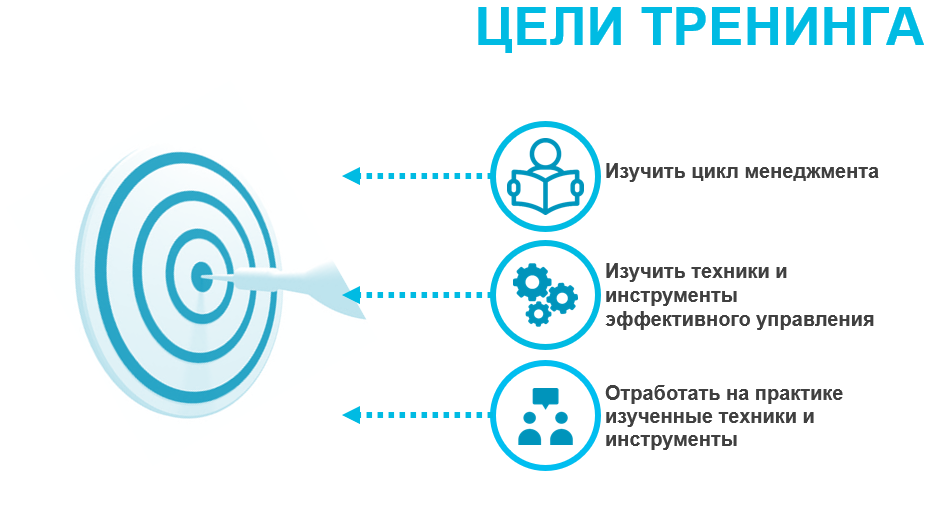 ЦЕЛИ ТРЕНИНГА
Изучить цикл менеджмента
Изучить техники и
инструменты
эффективного управления
Отработать на практике
изученные техники и
инструменты